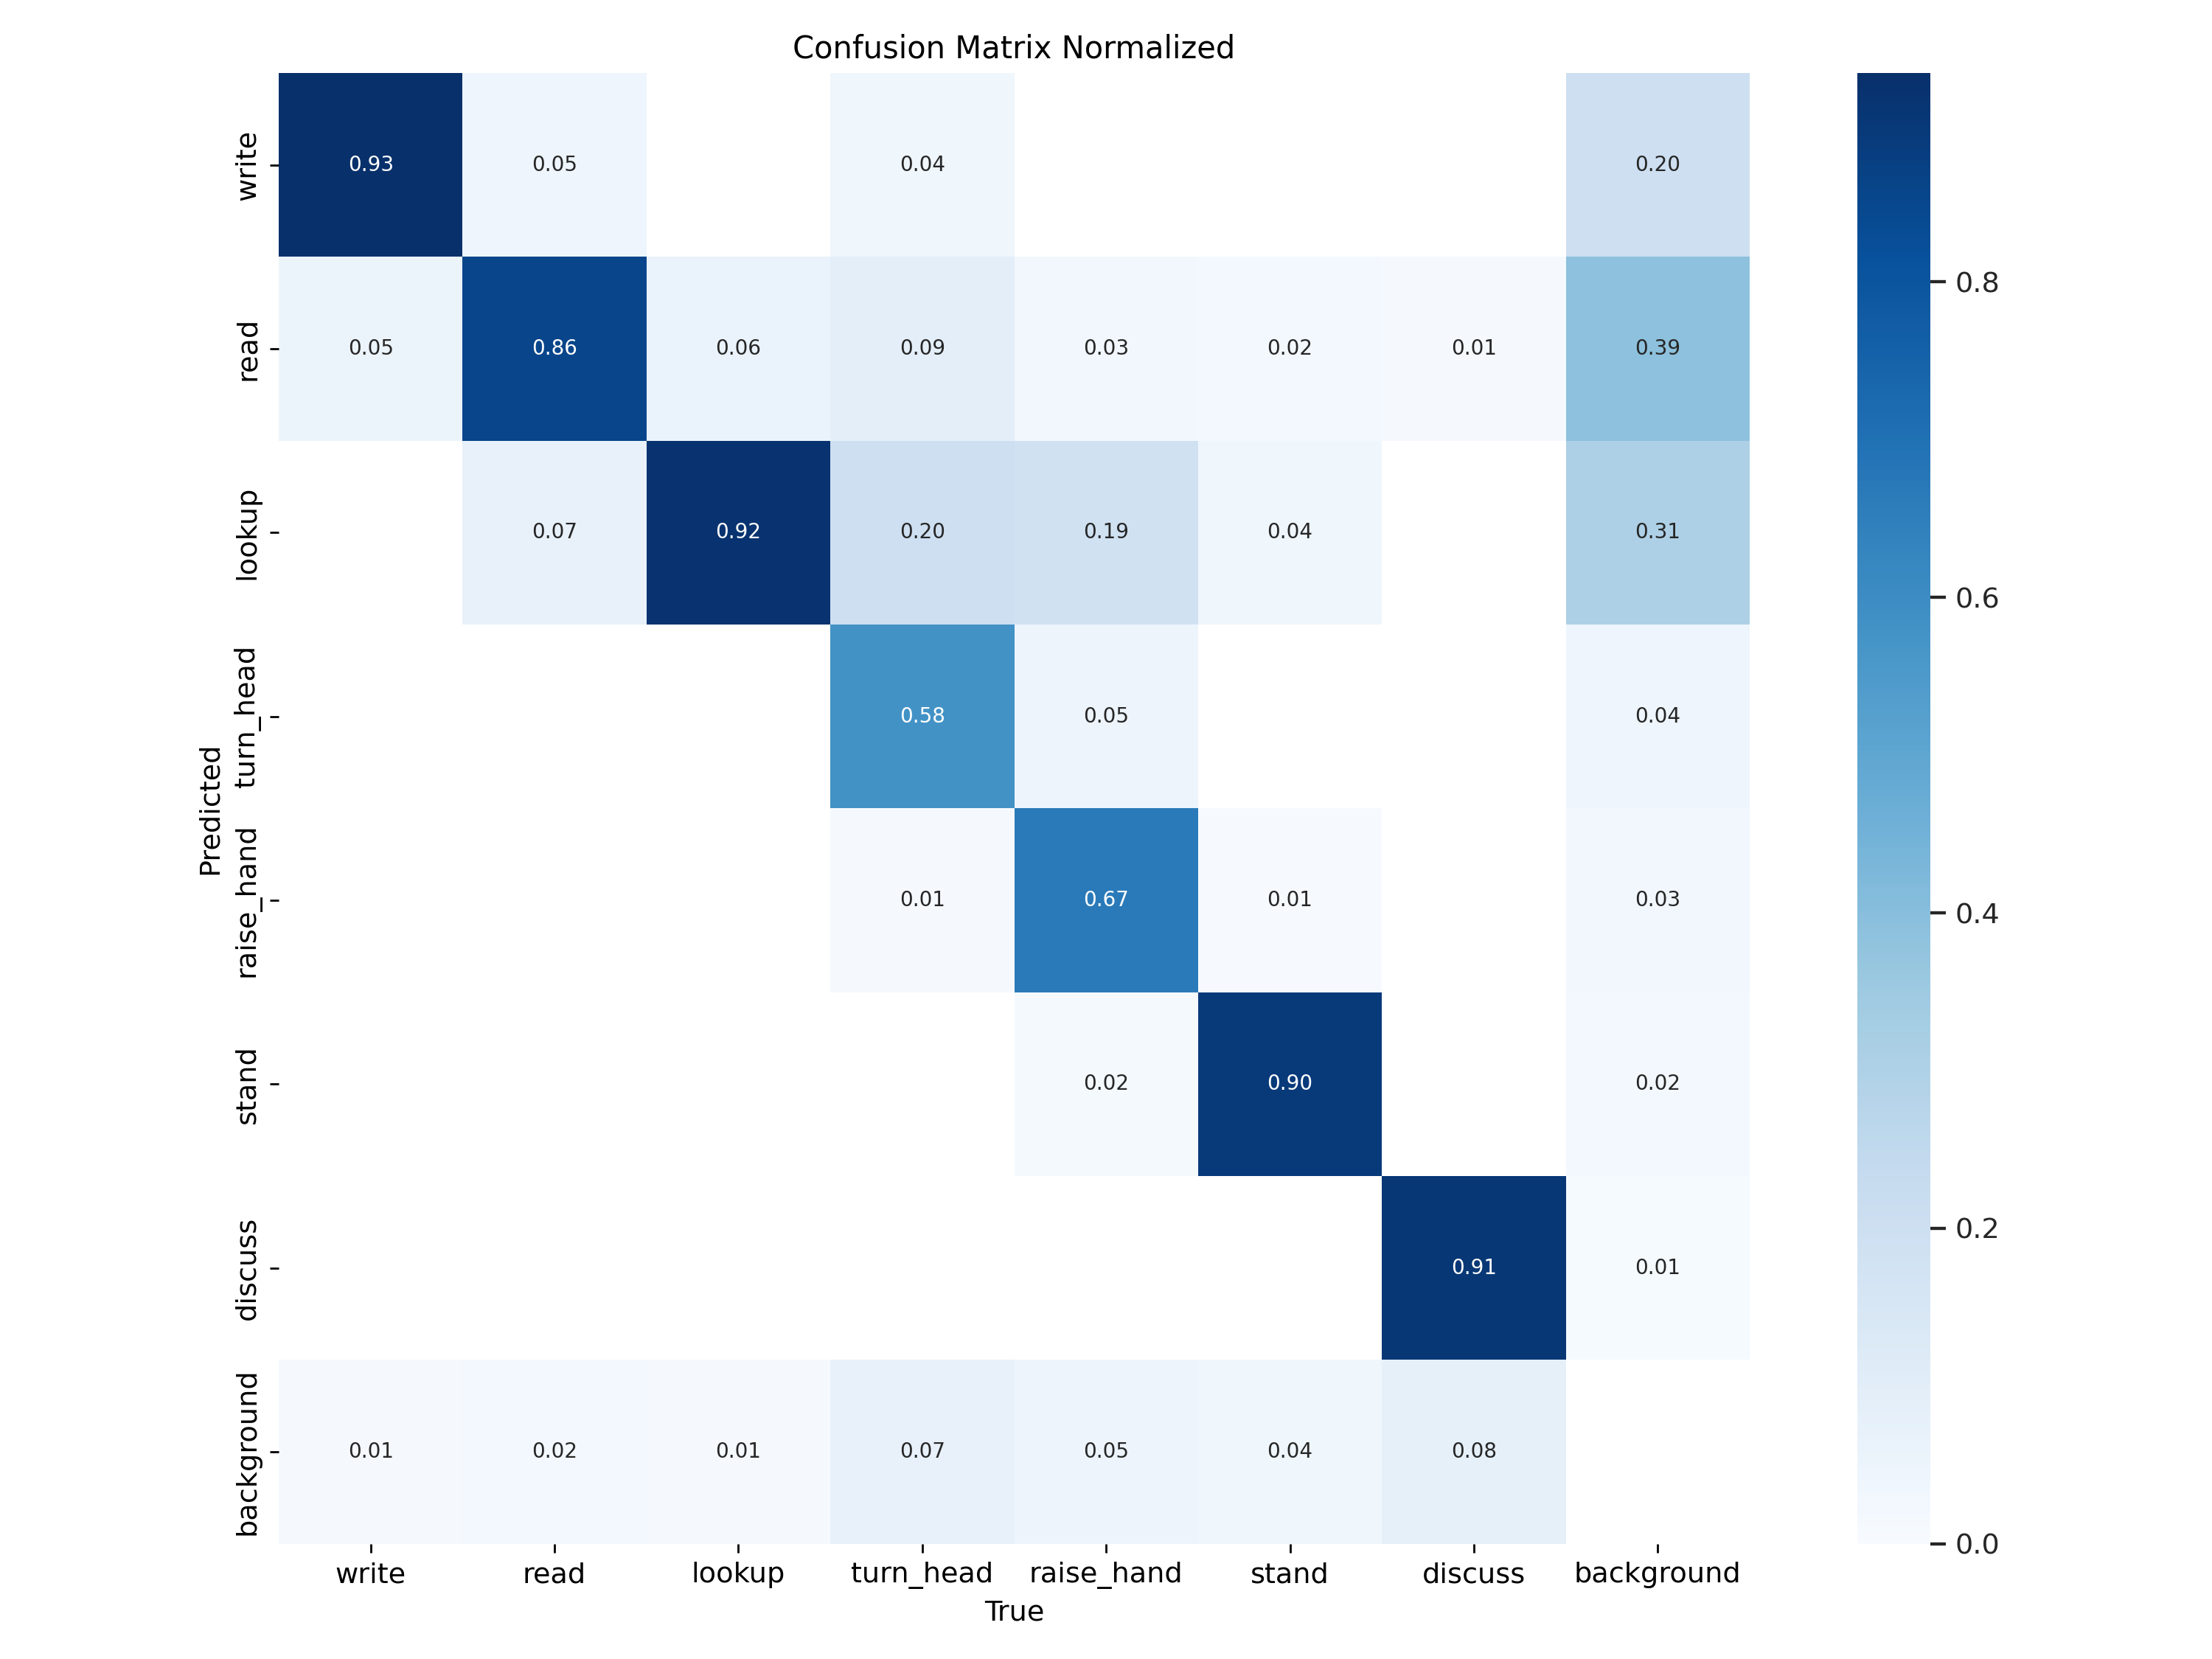 Confusion Matrix Normalized
write 0.93 0.05 0.04 0.20
read 0.05 0.86 0.06 0.09 0.03 0.02 0.01 0.39
lookup 0.07 0.92 0.20 0.19 0.04 0.31
turn_head 0.58 0.05 0.04
raise_hand 0.01 0.67 0.01 0.03
stand 0.02 0.90 0.02
discuss 0.91 0.01
background 0.01 0.02 0.01 0.07 0.05 0.04 0.08
Predicted
write read lookup turn_head raise_hand stand discuss background
True
0.8
0.6
0.4
0.2
0.0